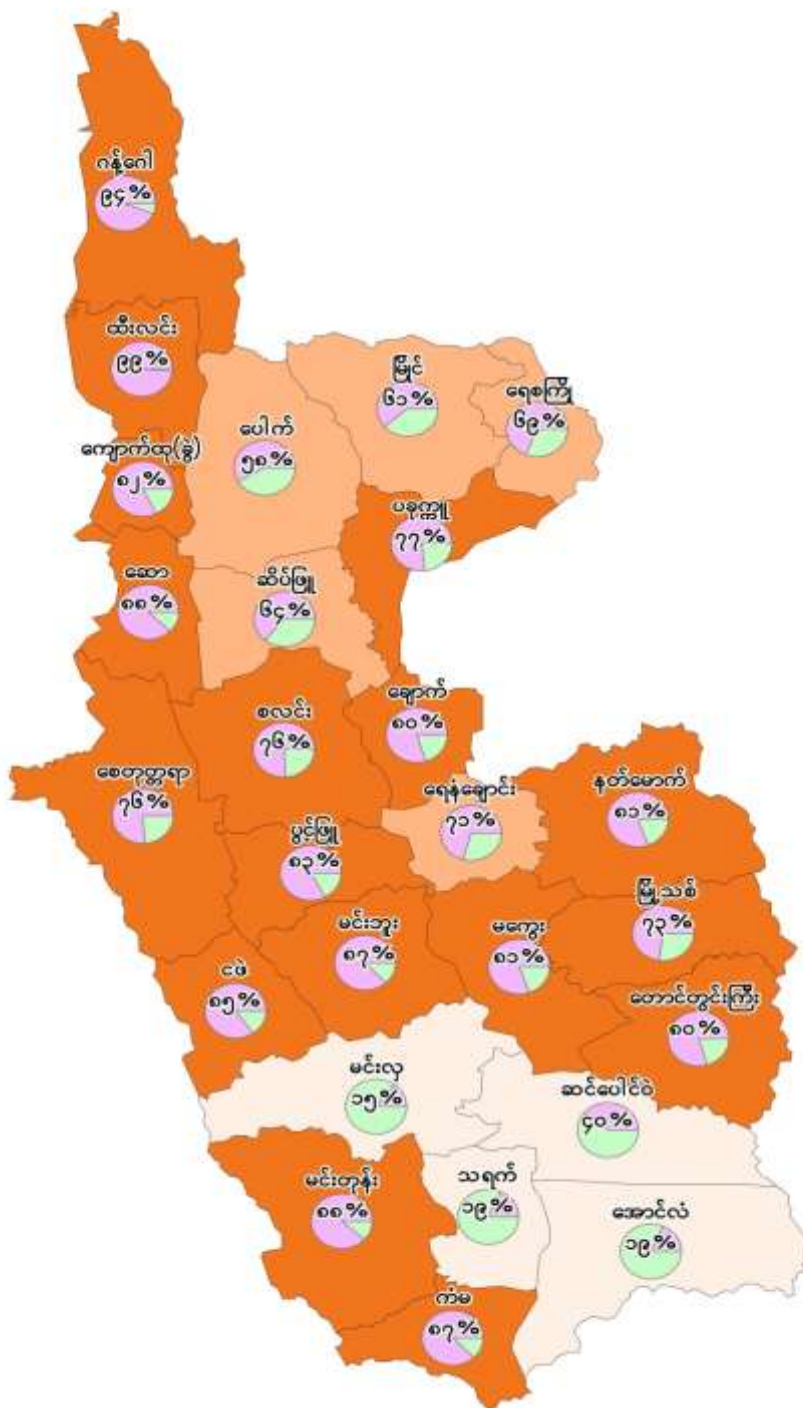 ဂန့်ဂေါ
၉၄%
ထီးလင်း
၉၉%
မြိုင်
၆၁%
ရေစကြို
၆၉%
ပေါက်
၅၈%
ကျောက်ထု(ခွဲ)
၈၂%
ပခုက္ကူ
၇၇%
ဆော
၈၈%
ဆိပ်ဖြူ
၆၄%
ချောက်
၈၀%
စလင်း
၇၆%
စေတုတ္တရာ
၇၆%
ရေနံချောင်း
၇၁%
နတ်မောက်
၈၁%
ပွင့်ဖြူ
၈၃%
မြို့သစ်
၇၃%
မင်းဘူး
၈၇%
မကွေး
၈၁%
ငဖဲ
၈၅%
တောင်တွင်းကြီး
၈၀%
မင်းလှ
၁၅%
ဆင်ပေါင်ဝဲ
၄၀%
မင်းတုန်း
၈၈%
သရက်
၁၉%
အောင်လံ
၁၉%
ကံမ
၈၇%